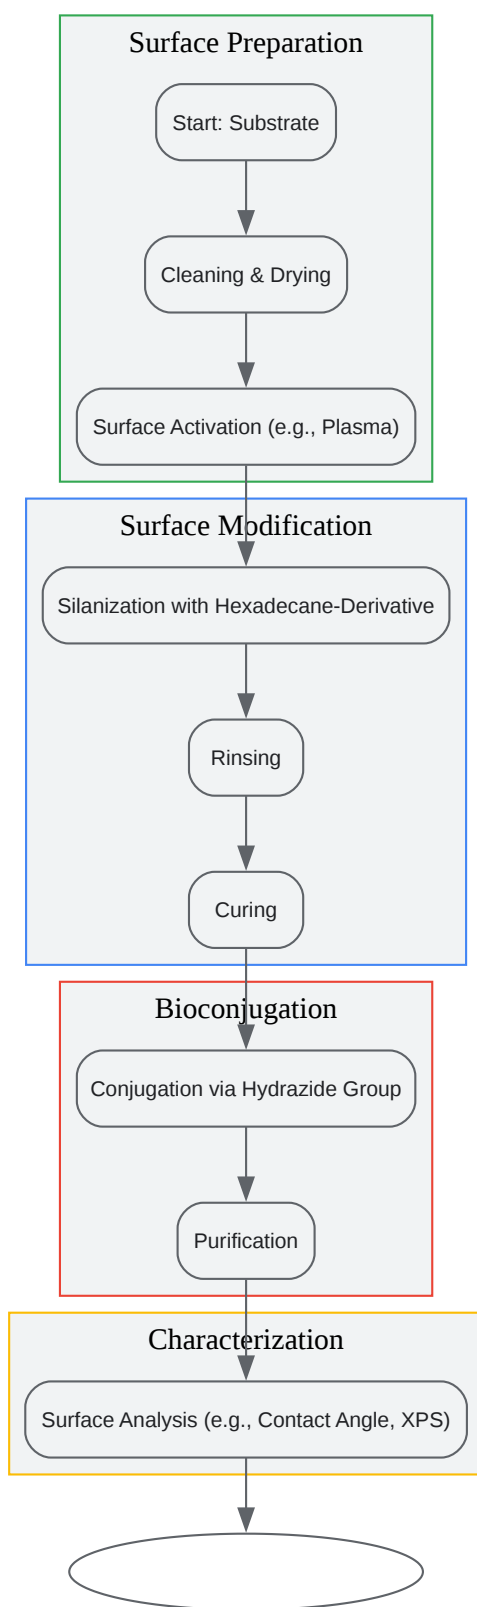 Surface Preparation
Start: Substrate
Cleaning & Drying
Surface Activation (e.g., Plasma)
Surface Modification
Silanization with Hexadecane-Derivative
Rinsing
Curing
Bioconjugation
Conjugation via Hydrazide Group
Purification
Characterization
Surface Analysis (e.g., Contact Angle, XPS)